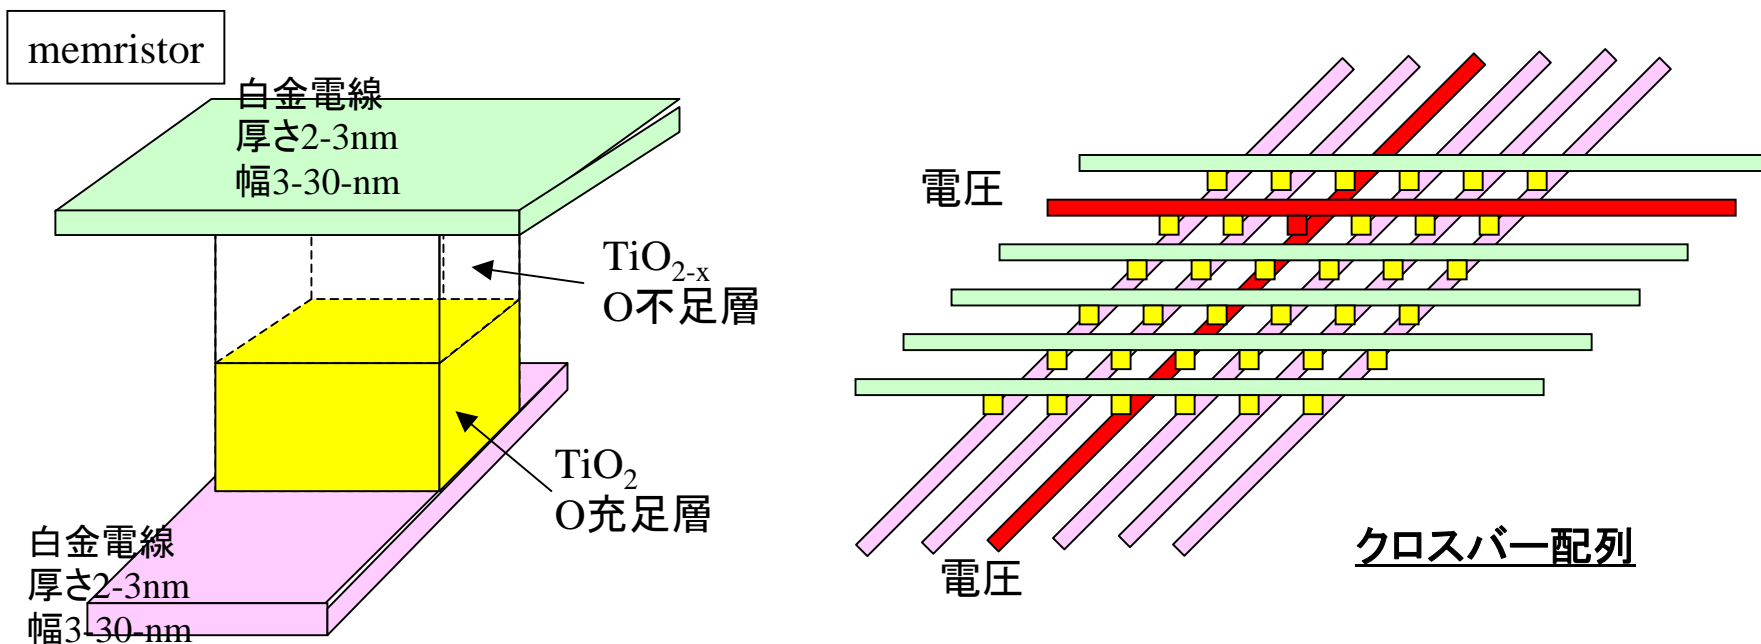 memristor
白金電線
厚さ2-3nm
幅3-30-nm
TiO2-x
O不足層
TiO2
O充足層
白金電線
厚さ2-3nm
幅3-30-nm
電圧
電圧
クロスバー配列